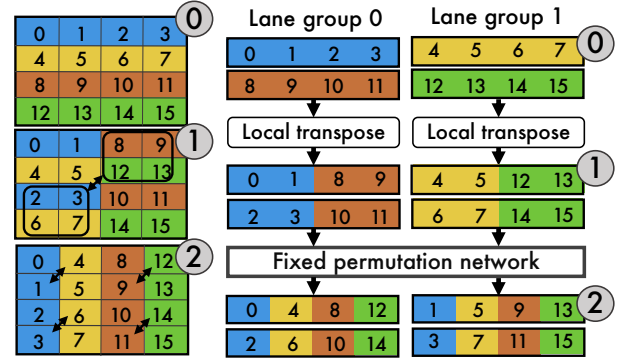 0
0 1 2 3
4 5 6 7
8 9 10 11
12 13 14 15
1
0 1 8 9
4 5 12 13
2 3 10 11
6 7 14 15
2
0 4 8 12
1 5 9 13
2 6 10 14
3 7 11 15
Lane group 0
0 1 2 3
8 9 10 11
Local transpose
0 1 8 9
2 3 10 11
Lane group 1
0
4 5 6 7
12 13 14 15
Local transpose
1
4 5 12 13
6 7 14 15
Fixed permutation network
0 4 8 12
2 6 10 14
2
1 5 9 13
3 7 11 15